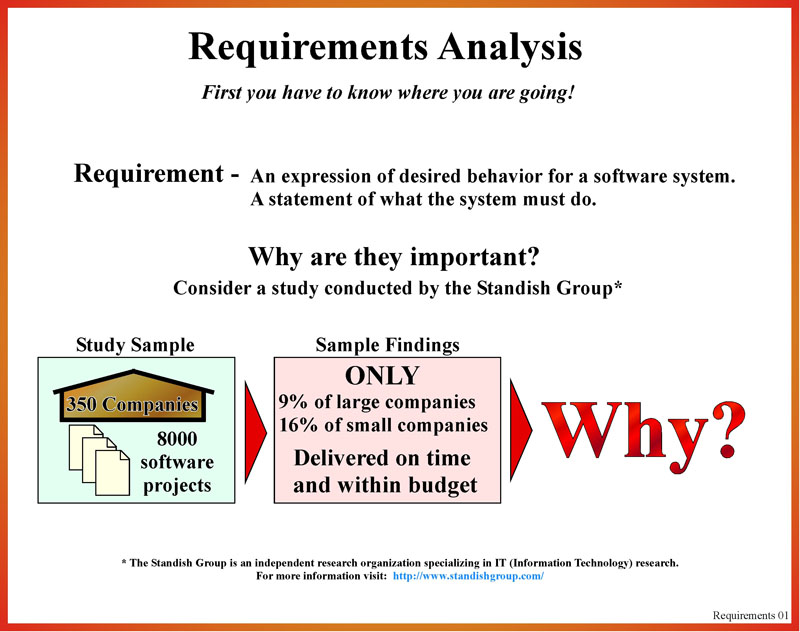 Requirements Analysis
First you have to know where you are going!
Requirement - An expression of desired behavior for a software system.
A statement of what the system must do.
Why are they important?
Consider a study conducted by the Standish Group*
Study Sample
350 Companies
8000
software
projects
Sample Findings
ONLY
9% of large companies
16% of small companies
Delivered on time
and within budget
Why?
* The Standish Group is an independent research organization specializing in IT (Information Technology) research.
For more information visit: http://www.standishgroup.com/
Requirements 01